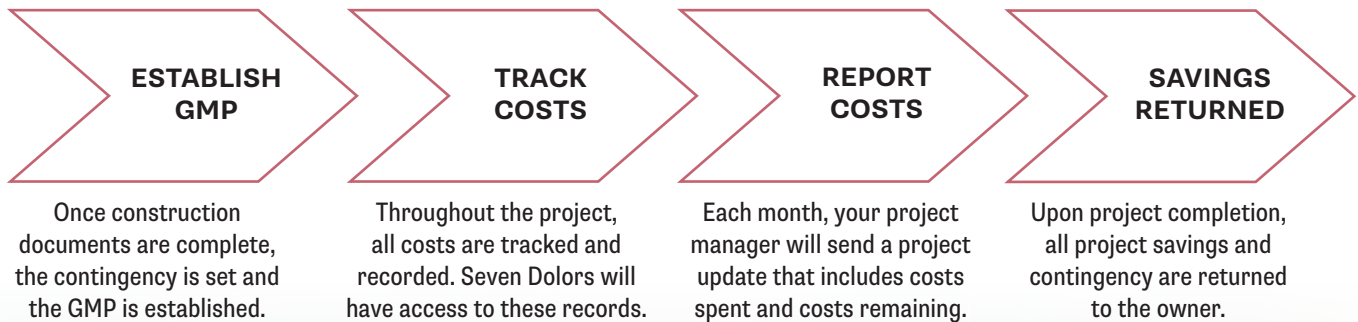 ESTABLISH
GMP
Once construction
documents are complete,
the contingency is set and
the GMP is established.
TRACK
COSTS
Throughout the project,
all costs are tracked and
recorded. Seven Dolors will
have access to these records.
REPORT
COSTS
Each month, your project
manager will send a project
update that includes costs
spent and costs remaining.
SAVINGS
RETURNED
Upon project completion,
all project savings and
contingency are returned
to the owner.